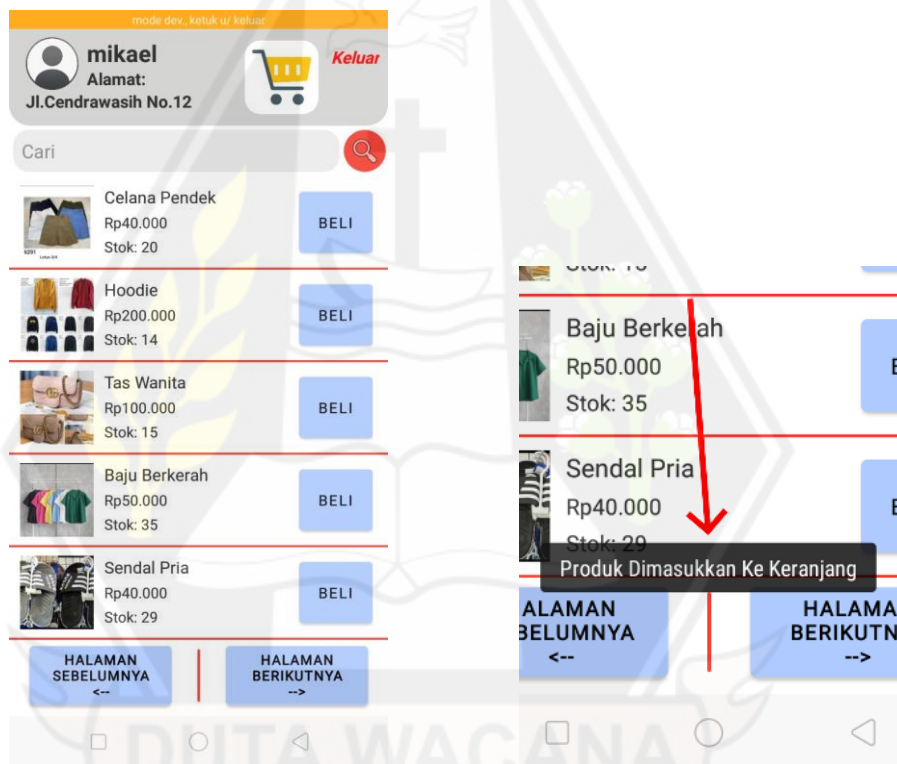 mode dev., ketuk u/ keluar
mikael
Keluar
Alamat:
Jl.Cendrawasih No.12
Cari
Celana Pendek
Rp40.000
BELI
Stok: 20
Hoodie
Rp200.000
BELI
Stok: 14
Tas Wanita
Rp100.000
BELI
Stok: 15
Baju Berkerah
Rp50.000
BELI
Stok: 35
Sendal Pria
Rp40.000
BELI
Stok: 29
HALAMAN
SEBELUMNYA
<--
HALAMAN
BERIKUTNYA
-->
Baju Berkerah
Rp50.000
Stok: 35
Sendal Pria
Rp40.000
Stok: 29
Produk Dimasukkan Ke Keranjang
ALAMAN
BELUMNYA
<--
HALAMA
BERIKUTN
-->
DUTA WACANA